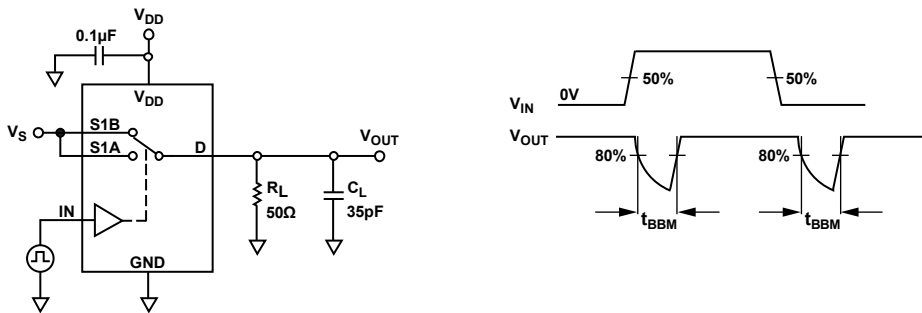 VDD
0.1µF
VDD
VS
S1B
S1A
D
VOUT
IN
RL
50Ω
CL
35pF
GND
50%
50%
VIN
0V
VOUT
80%
80%
tBBM
tBBM